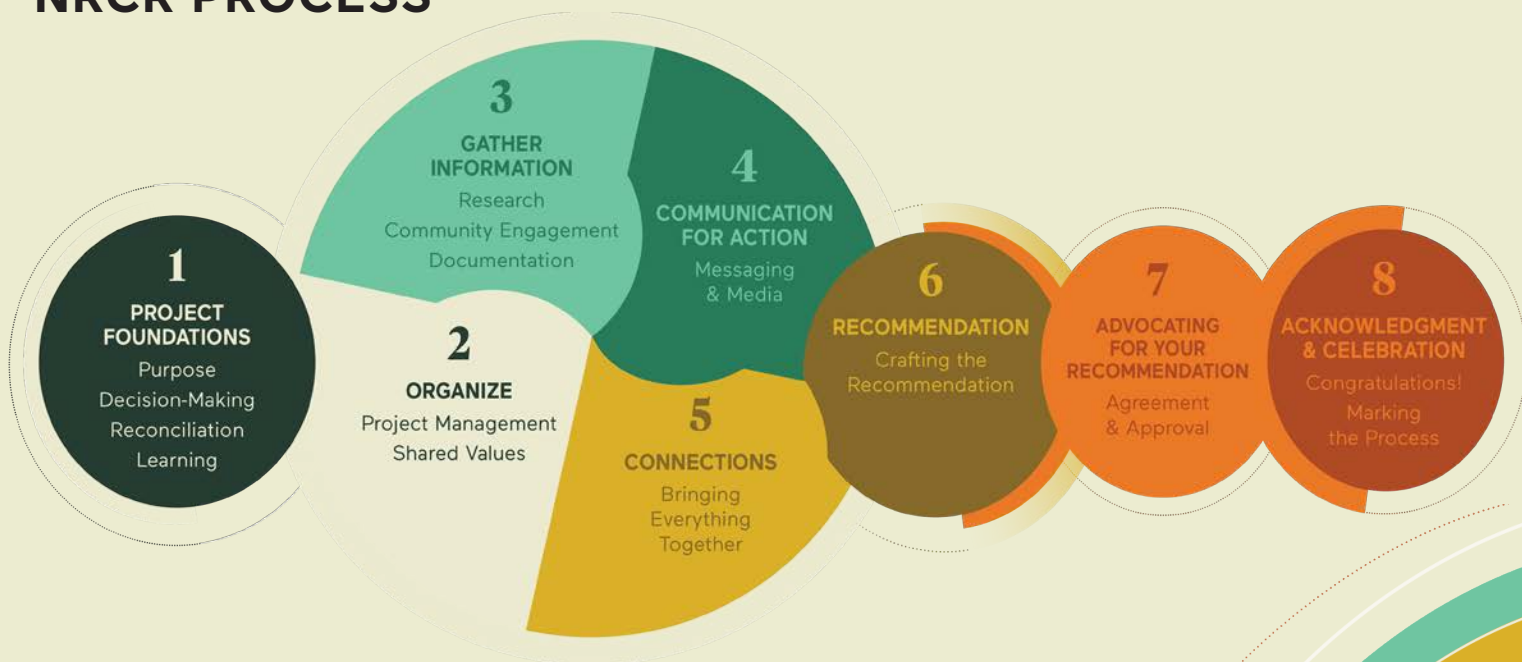 NRCR PROCESS
1
PROJECT
FOUNDATIONS
Purpose
Decision-Making
Reconciliation
Learning
2
ORGANIZE
Project Management
Shared Values
3
GATHER
INFORMATION
Research
Community Engagement
Documentation
4
COMMUNICATION
FOR ACTION
Messaging
& Media
5
CONNECTIONS
Bringing
Everything
Together
6
RECOMMENDATION
Crafting the
Recommendation
7
ADVOCATING
FOR YOUR
RECOMMENDATION
Agreement
& Approval
8
ACKNOWLEDGMENT
& CELEBRATION
Congratulations!
Marking
the Process